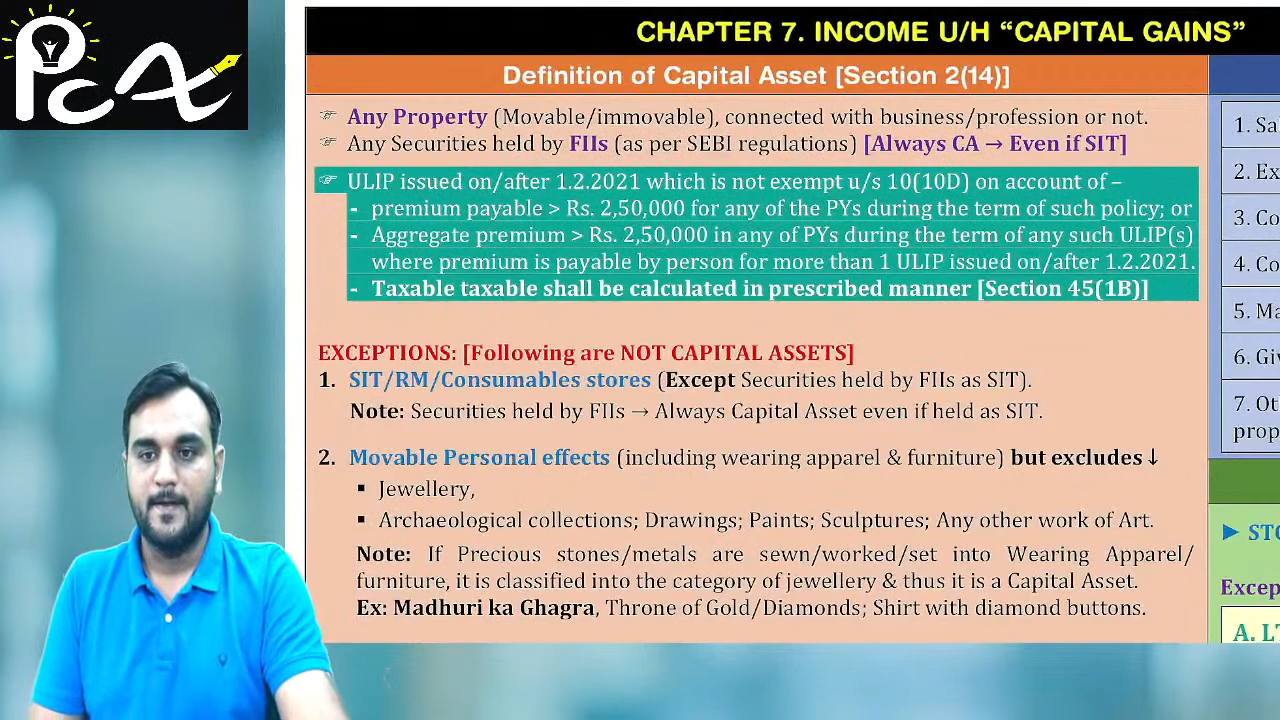 PCA
CHAPTER 7. INCOME U/H “CAPITAL GAINS”
Definition of Capital Asset [Section 2(14)]
☞ Any Property (Movable/immovable), connected with business/profession or not.
☞ Any Securities held by FIIs (as per SEBI regulations) [Always CA → Even if SIT]
☞ ULIP issued on/after 1.2.2021 which is not exempt u/s 10(10D) on account of –
- premium payable > Rs. 2,50,000 for any of the PYs during the term of such policy; or
- Aggregate premium > Rs. 2,50,000 in any of PYs during the term of any such ULIP(s)
where premium is payable by person for more than 1 ULIP issued on/after 1.2.2021.
- Taxable taxable shall be calculated in prescribed manner [Section 45(1B)]
EXCEPTIONS: [Following are NOT CAPITAL ASSETS]
1. SIT/RM/Consumables stores (Except Securities held by FIIs as SIT).
Note: Securities held by FIIs → Always Capital Asset even if held as SIT.
2. Movable Personal effects (including wearing apparel & furniture) but excludes↓
▪ Jewellery,
▪ Archaeological collections; Drawings; Paints; Sculptures; Any other work of Art.
Note: If Precious stones/metals are sewn/worked/set into Wearing Apparel/
furniture, it is classified into the category of jewellery & thus it is a Capital Asset.
Ex: Madhuri ka Ghagra, Throne of Gold/Diamonds; Shirt with diamond buttons.
1. Sa
2. Ex
3. Co
4. Co
5. Ma
6. Giv
7. Ot
prop
► STO
Excep
A. LT